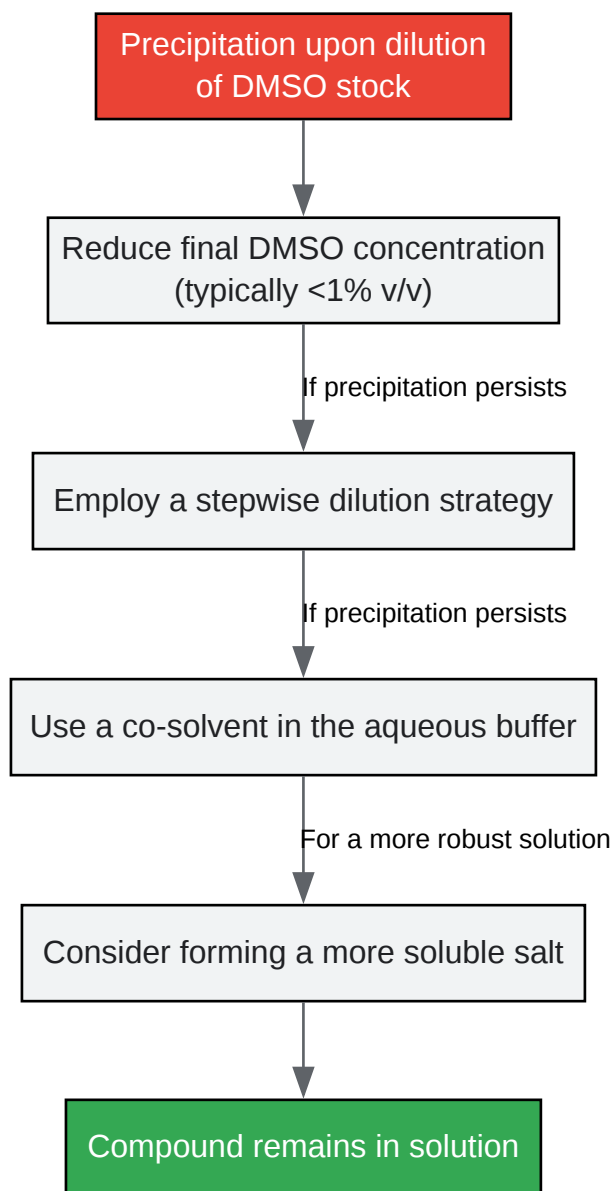 Precipitation upon dilution
of DMSO stock
Reduce final DMSO concentration
(typically <1% v/v)
If precipitation persists
Employ a stepwise dilution strategy
If precipitation persists
Use a co-solvent in the aqueous buffer
For a more robust solution
Consider forming a more soluble salt
Compound remains in solution